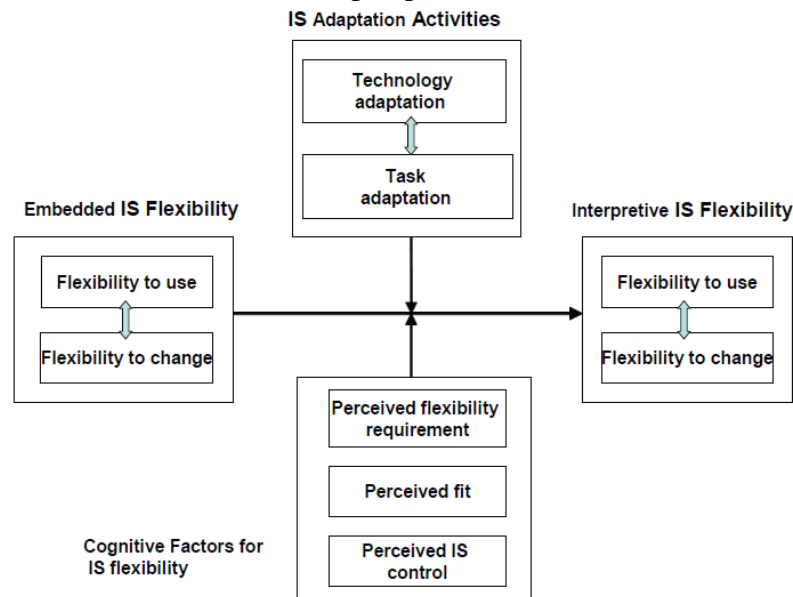 IS Adaptation Activities
Technology
adaptation
Task
adaptation
Embedded IS Flexibility
Flexibility to use
Flexibility to change
Interpretive IS Flexibility
Flexibility to use
Flexibility to change
Perceived flexibility
requirement
Perceived fit
Perceived IS
control
Cognitive Factors for
IS flexibility